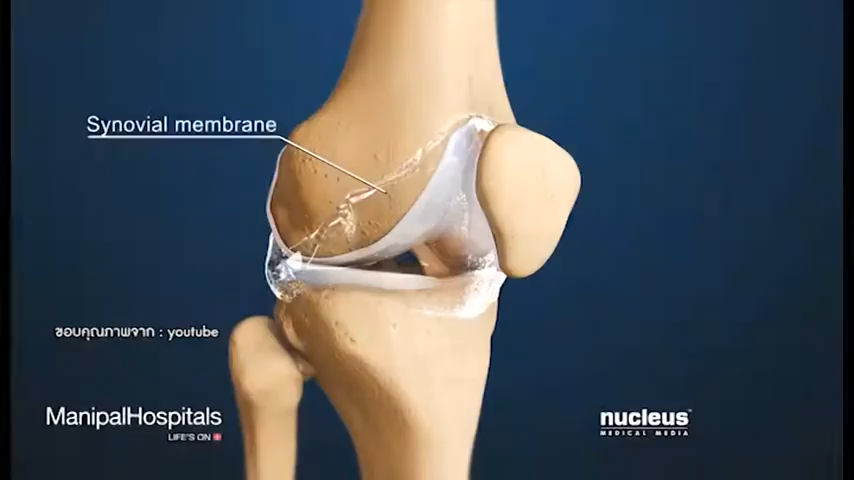 Synovial membrane
ขอบคุณภาพจาก : youtube
ManipalHospitals
LIFE'S ON
nucleus™
MEDICAL MEDIA